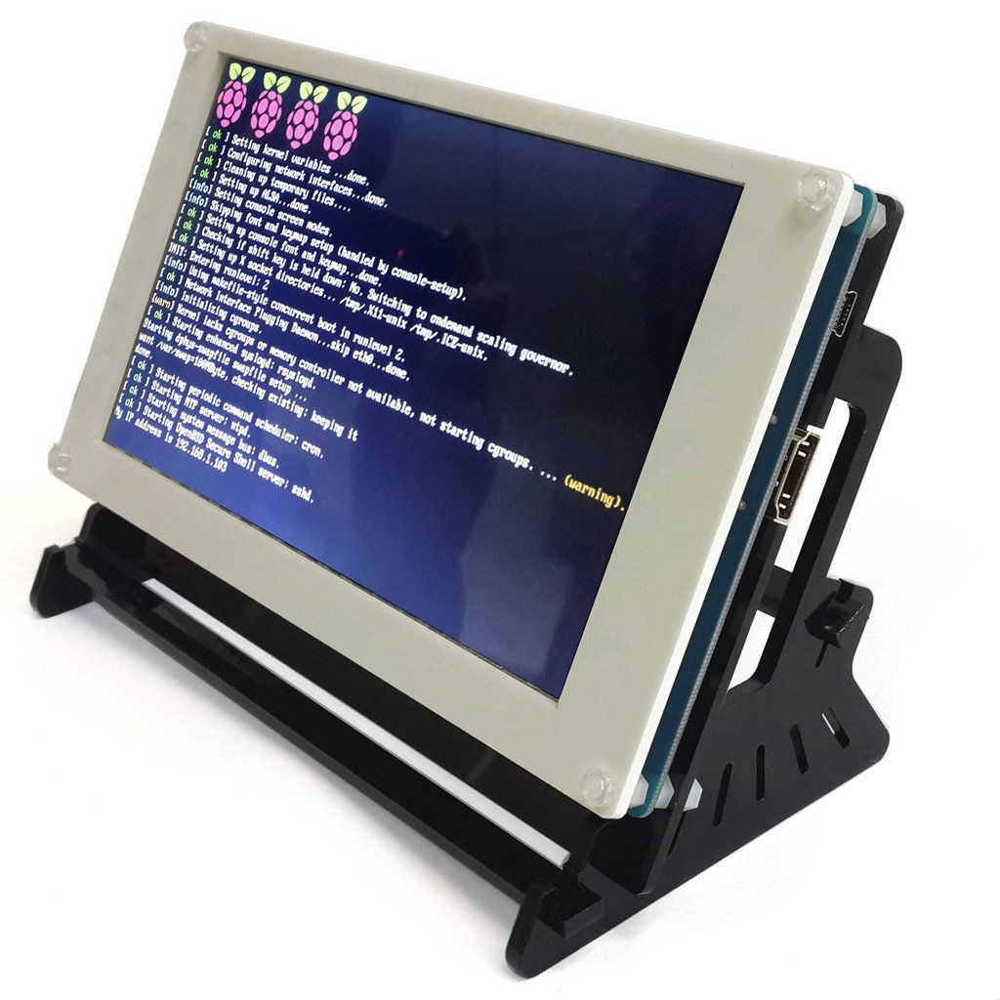 [ ok ] Setting kernel variables ...done.
[ ok ] Configuring network interfaces...done.
[ ok ] Cleaning up temporary files....
[ ok ] Setting up ALSA...done.
[info] Setting console screen modes.
[info] Skipping font and keymap setup (handled by console-setup).
[ ok ] Setting up console font and keymap...done.
[ ok ] Checking if shift key is held down: No. Switching to ondemand scaling governor.
[ ok ] Setting up X socket directories... /tmp/.X11-unix /tmp/.ICE-unix.
INIT: Entering runlevel: 2
[info] Using makefile-style concurrent boot in runlevel 2.
[ ok ] Network Interface Plugging Daemon...skip eth0...done.
[info] Initializing cgroups.
[warn] Kernel lacks cgroups or memory controller not available, not starting cgroups. ... (warning).
[ ok ] Starting enhanced syslogd: rsyslogd.
Starting dphys-swapfile swapfile setup ...
want /var/swap=100MByte, checking existing: keeping it
done.
[ ok ] Starting periodic command scheduler: cron.
[ ok ] Starting NTP server: ntpd.
[ ok ] Starting system message bus: dbus.
[ ok ] Starting OpenBSD Secure Shell server: sshd.
My IP address is 192.168.1.103